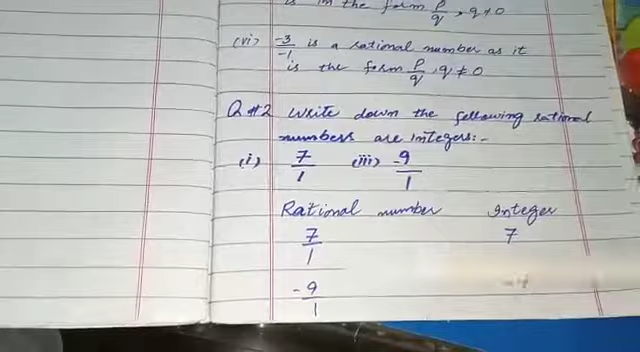 is in the form p/q, q≠0
(vi) -3/-1 is a rational number as it
is the form p/q, q≠0
Q #2 Write down the following rational
numbers are integers:-
(i) 7/1 (iii) -9/1
Rational number Integer
7/1 7
-9/1